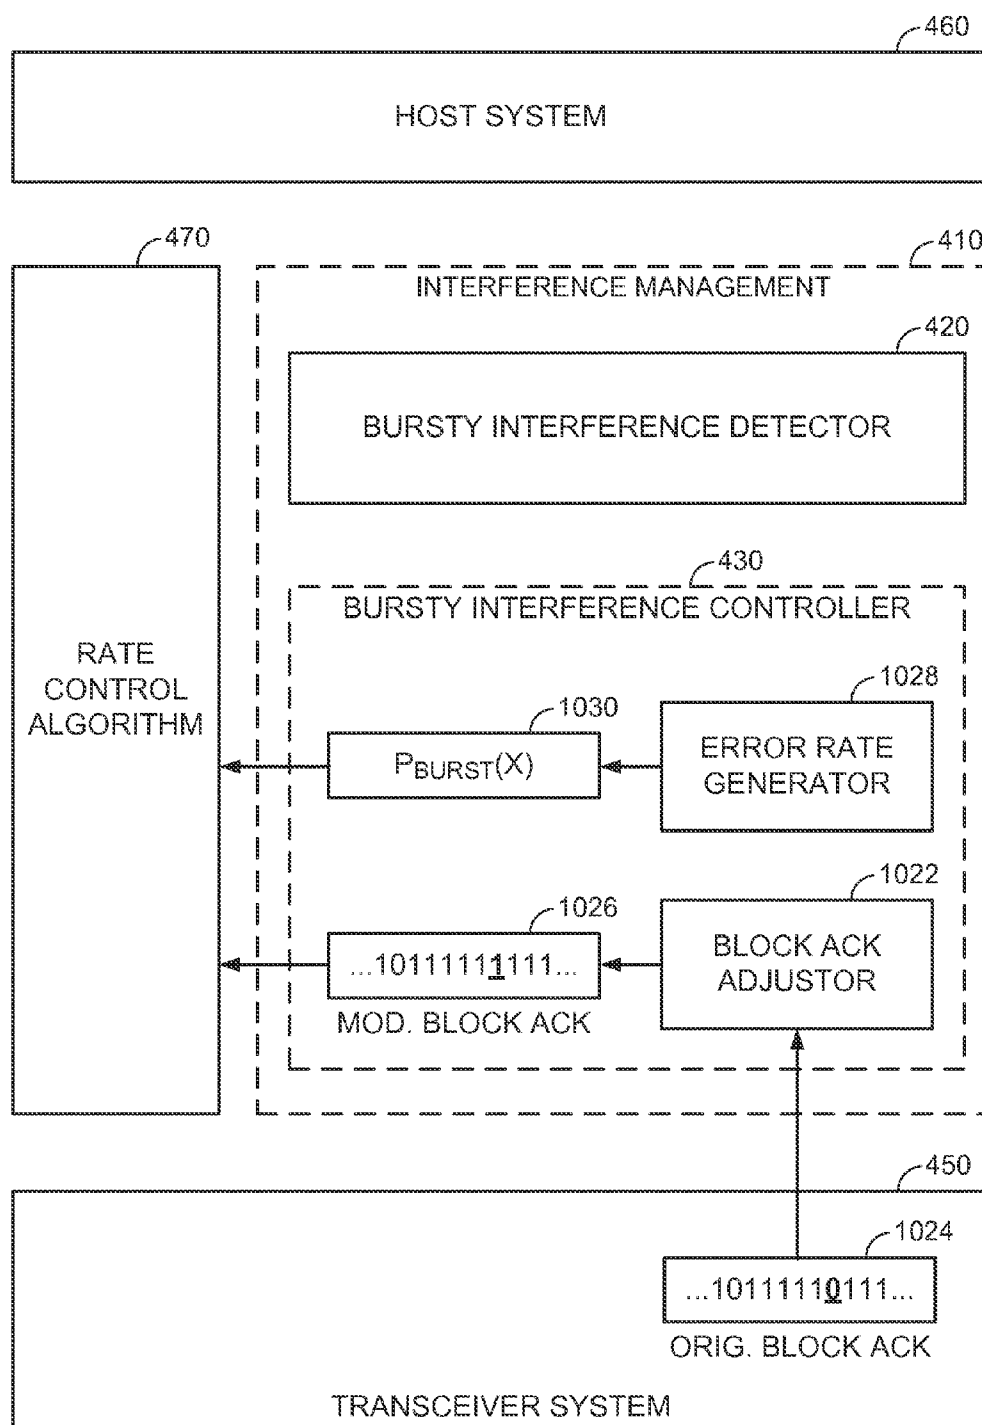 460
HOST SYSTEM
470
410
INTERFERENCE MANAGEMENT
420
BURSTY INTERFERENCE DETECTOR
430
BURSTY INTERFERENCE CONTROLLER
RATE
CONTROL
ALGORITHM
1030
PBURST(X)
1028
ERROR RATE
GENERATOR
1026
...101111111111...
MOD. BLOCK ACK
1022
BLOCK ACK
ADJUSTOR
450
1024
...101111110111...
ORIG. BLOCK ACK
TRANSCEIVER SYSTEM